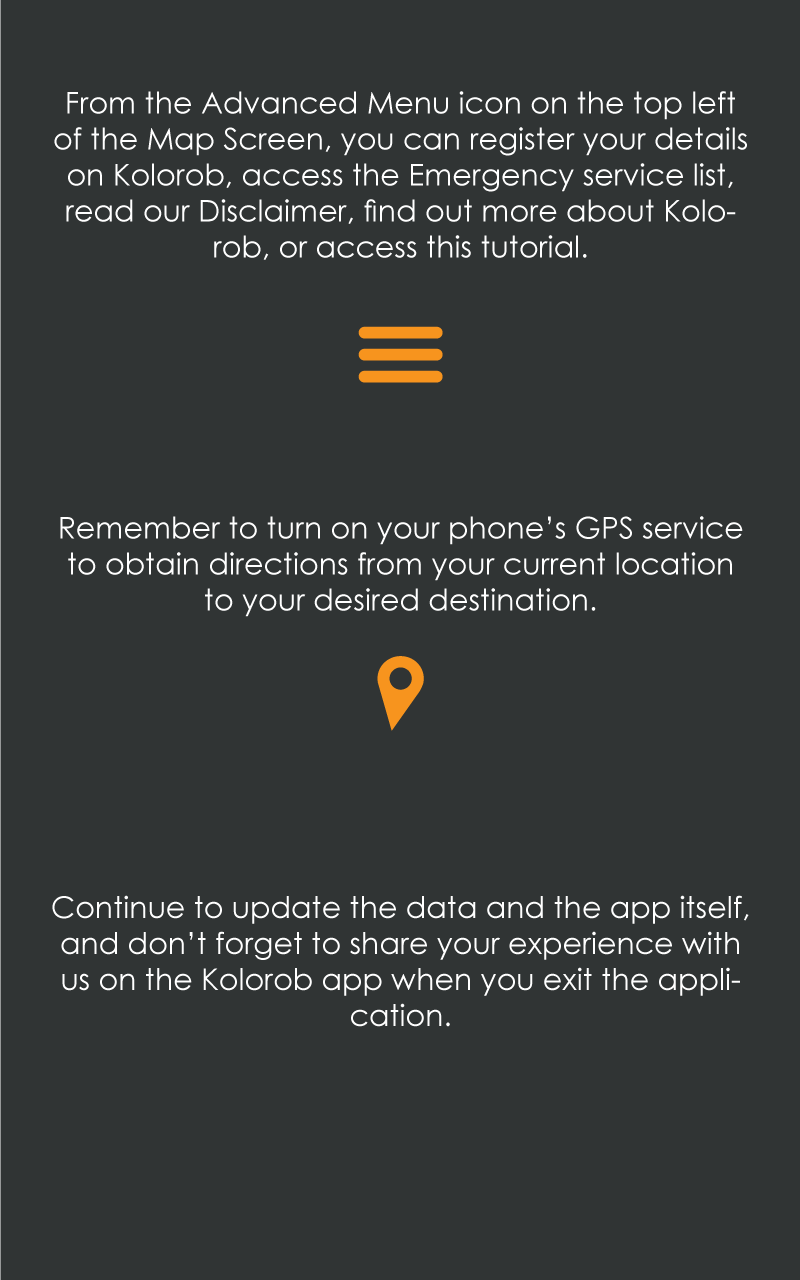 From the Advanced Menu icon on the top left
of the Map Screen, you can register your details
on Kolorob, access the Emergency service list,
read our Disclaimer, find out more about Kolo-
rob, or access this tutorial.
Remember to turn on your phone’s GPS service
to obtain directions from your current location
to your desired destination.
Continue to update the data and the app itself,
and don’t forget to share your experience with
us on the Kolorob app when you exit the appli-
cation.